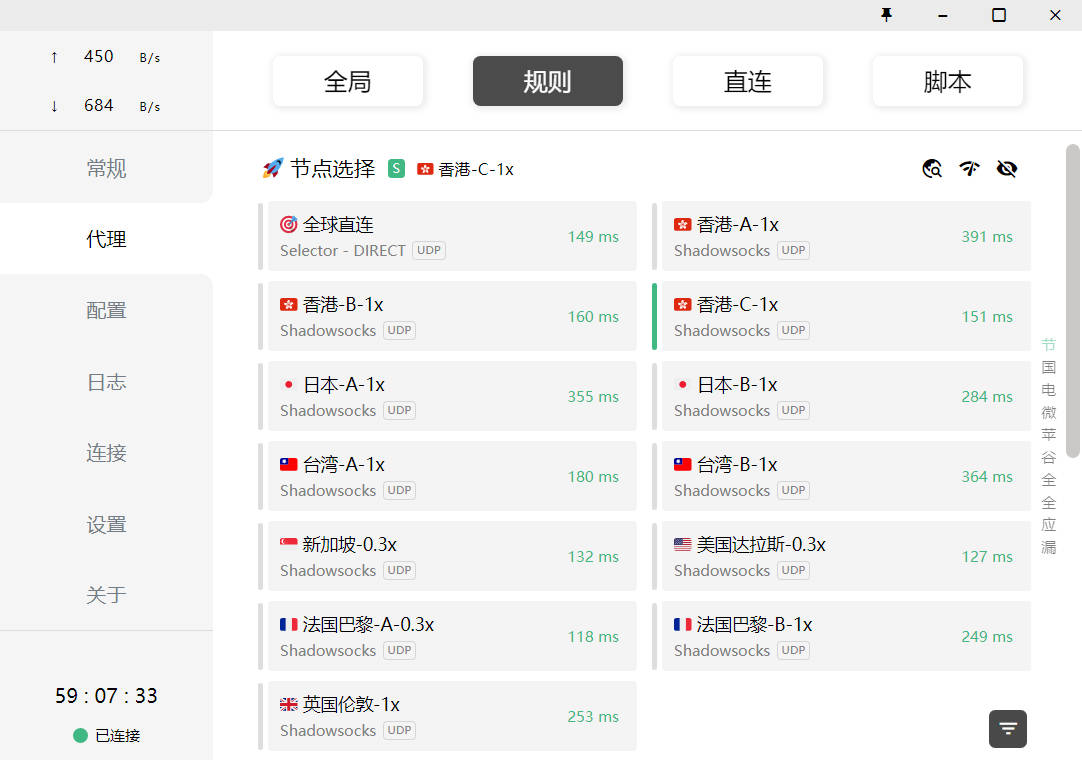 ↑ 450 B/s
↓ 684 B/s
常规
代理
配置
日志
连接
设置
关于
59 : 07 : 33
已连接
全局 规则 直连 脚本
节点选择 S 香港-C-1x
全球直连
Selector - DIRECT UDP
149 ms
香港-A-1x
Shadowsocks UDP
391 ms
香港-B-1x
Shadowsocks UDP
160 ms
香港-C-1x
Shadowsocks UDP
151 ms
日本-A-1x
Shadowsocks UDP
355 ms
日本-B-1x
Shadowsocks UDP
284 ms
台湾-A-1x
Shadowsocks UDP
180 ms
台湾-B-1x
Shadowsocks UDP
364 ms
新加坡-0.3x
Shadowsocks UDP
132 ms
美国达拉斯-0.3x
Shadowsocks UDP
127 ms
法国巴黎-A-0.3x
Shadowsocks UDP
118 ms
法国巴黎-B-1x
Shadowsocks UDP
249 ms
英国伦敦-1x
Shadowsocks UDP
253 ms
节
国
电
微
苹
谷
全
全
应
漏